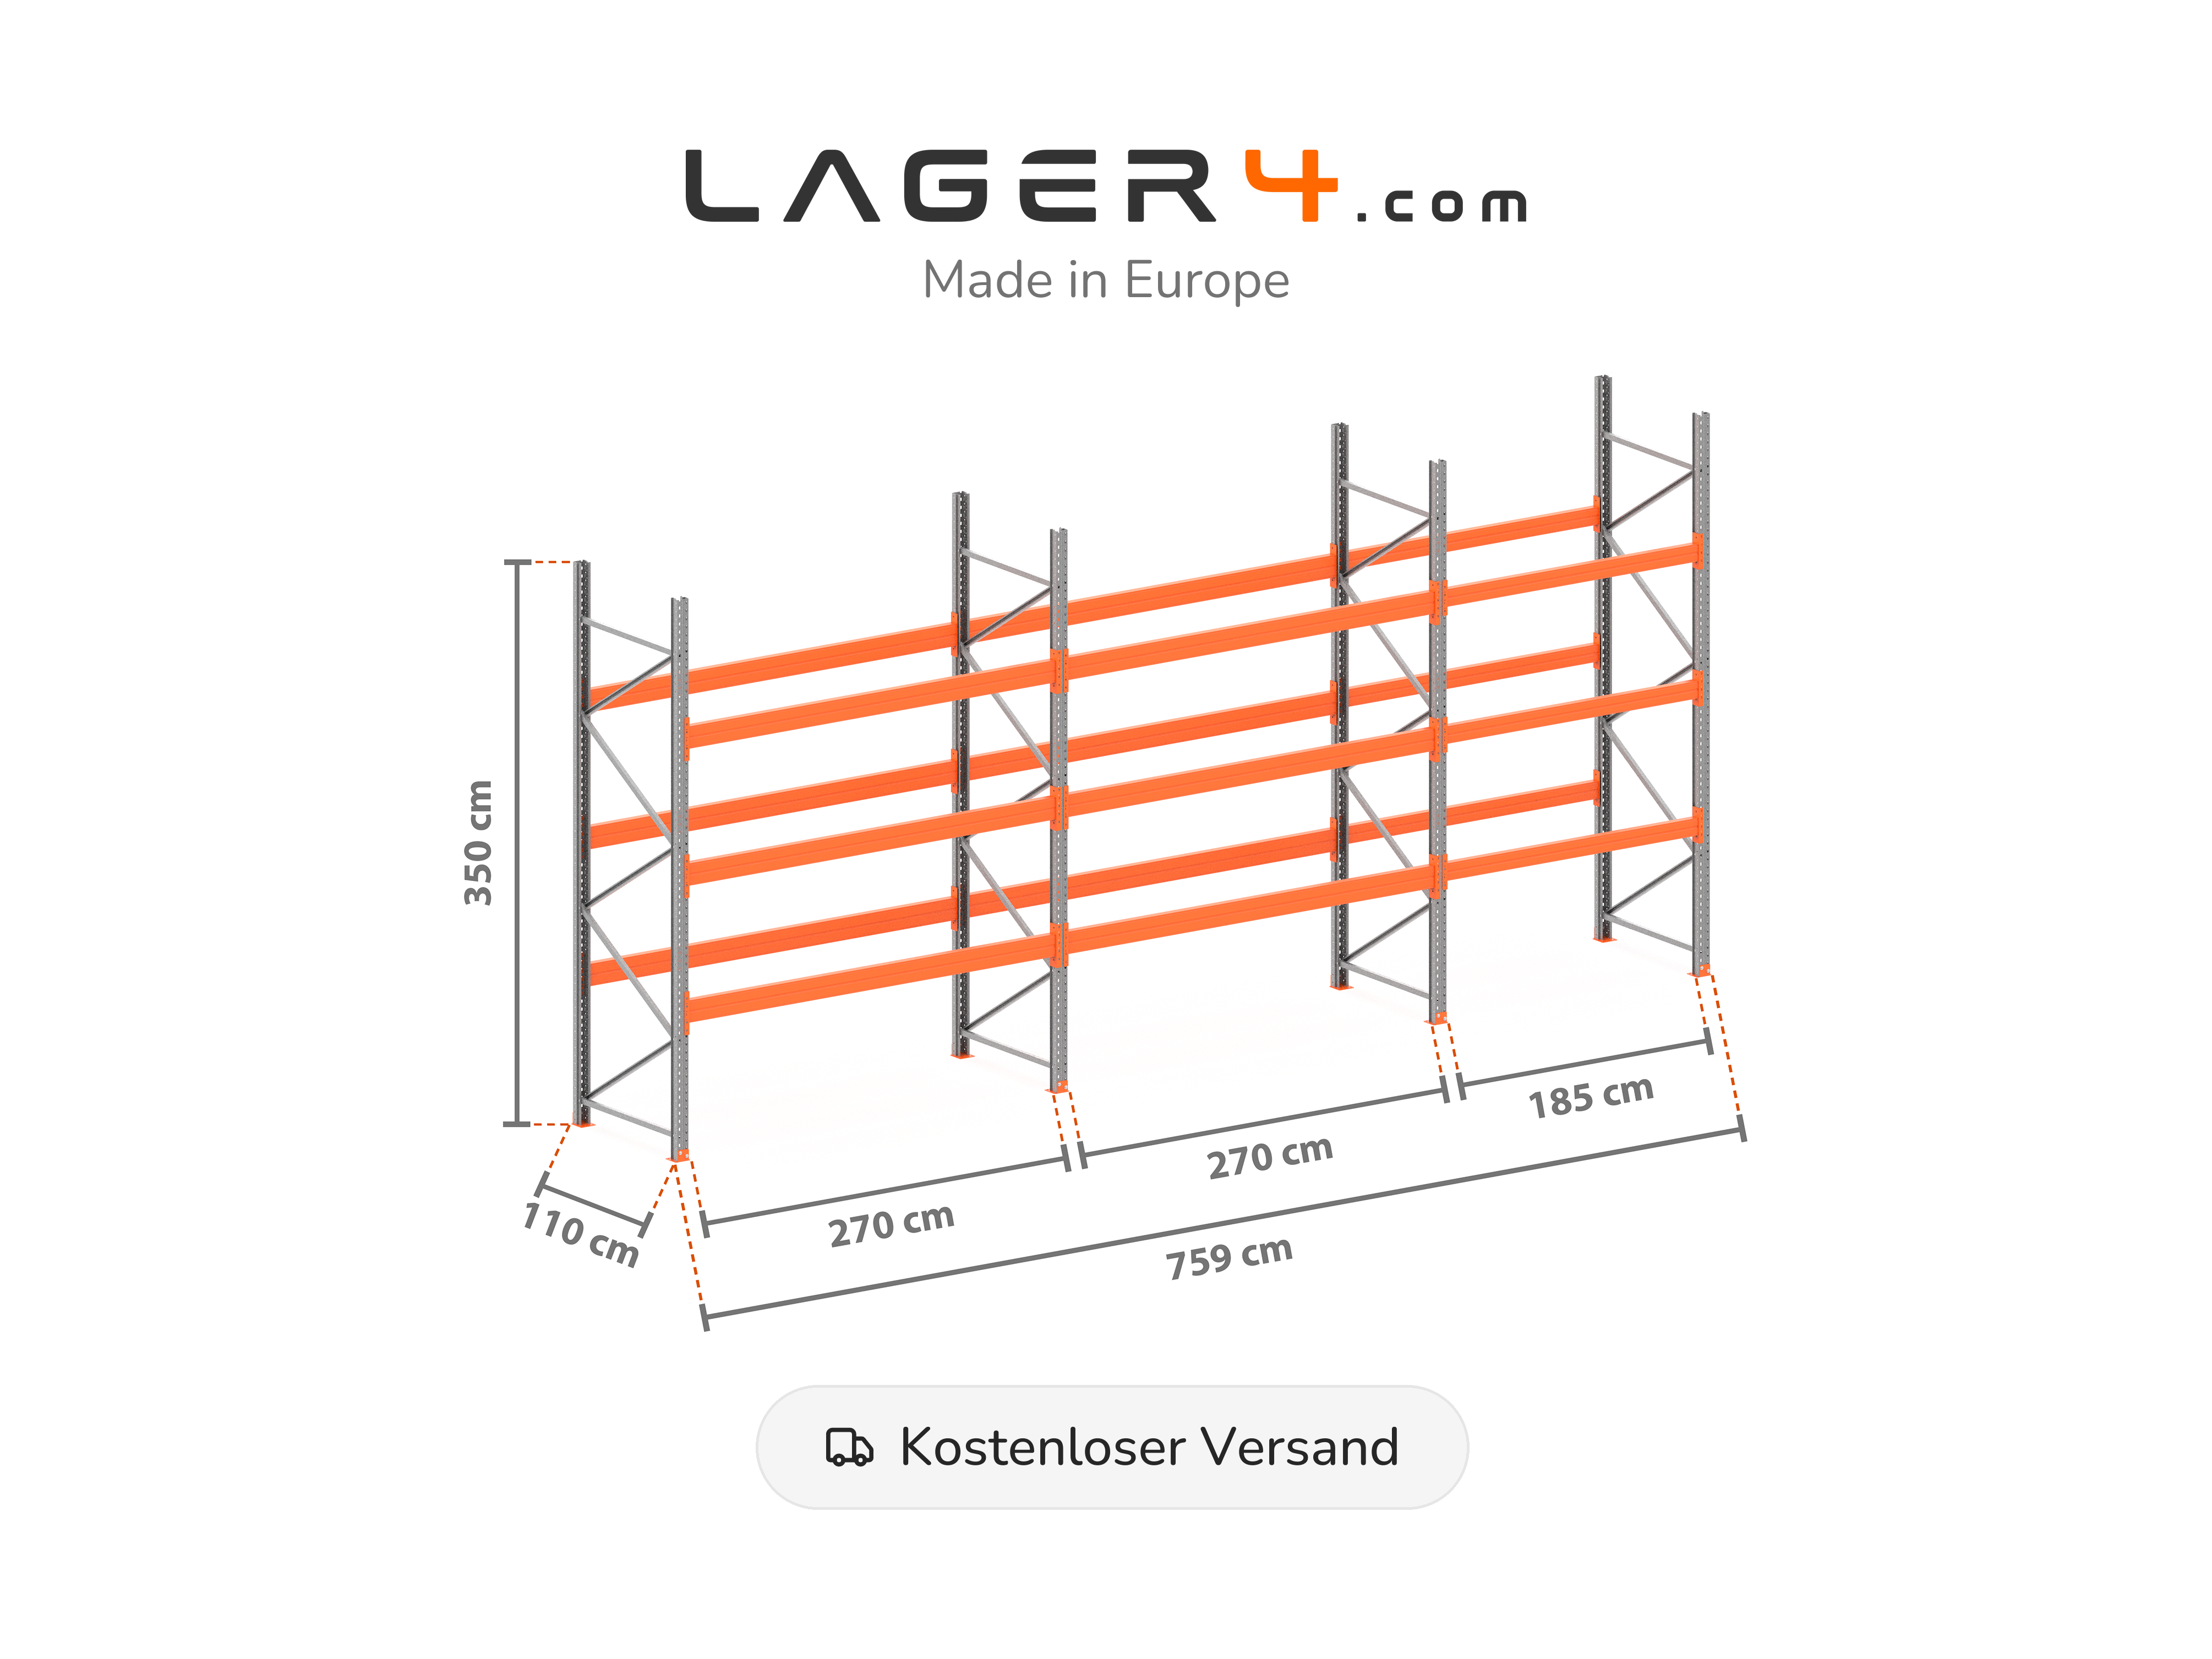 LAGER4.com
Made in Europe
350 cm
110 cm
270 cm
270 cm
185 cm
759 cm
Kostenloser Versand